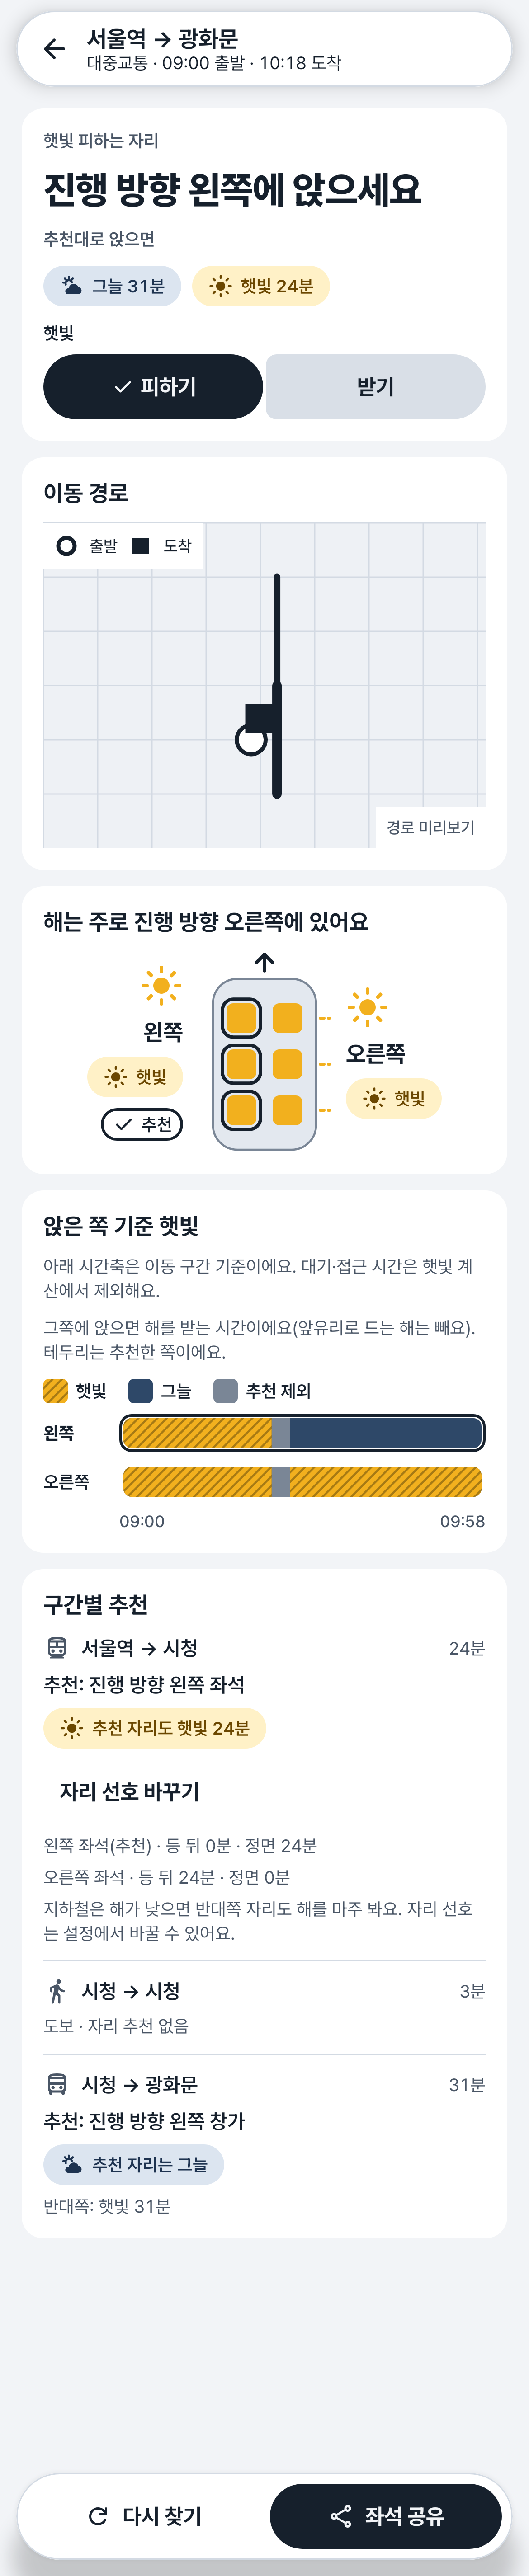 서울역 → 광화문
대중교통 · 09:00 출발 · 10:18 도착
햇빛 피하는 자리
진행 방향 왼쪽에 앉으세요
추천대로 앉으면
그늘 31분
햇빛 24분
햇빛
피하기
받기
이동 경로
출발
도착
경로 미리보기
해는 주로 진행 방향 오른쪽에 있어요
왼쪽
햇빛
추천
오른쪽
햇빛
앉은 쪽 기준 햇빛
아래 시간축은 이동 구간 기준이에요. 대기·접근 시간은 햇빛 계
산에서 제외해요.
그쪽에 앉으면 해를 받는 시간이에요(앞유리로 드는 해는 빼요).
테두리는 추천한 쪽이에요.
햇빛
그늘
추천 제외
왼쪽
오른쪽
09:00
09:58
구간별 추천
서울역 → 시청
24분
추천: 진행 방향 왼쪽 좌석
추천 자리도 햇빛 24분
자리 선호 바꾸기
왼쪽 좌석(추천) · 등 뒤 0분 · 정면 24분
오른쪽 좌석 · 등 뒤 24분 · 정면 0분
지하철은 해가 낮으면 반대쪽 자리도 해를 마주 봐요. 자리 선호
는 설정에서 바꿀 수 있어요.
시청 → 시청
3분
도보 · 자리 추천 없음
시청 → 광화문
31분
추천: 진행 방향 왼쪽 창가
추천 자리는 그늘
반대쪽: 햇빛 31분
다시 찾기
좌석 공유